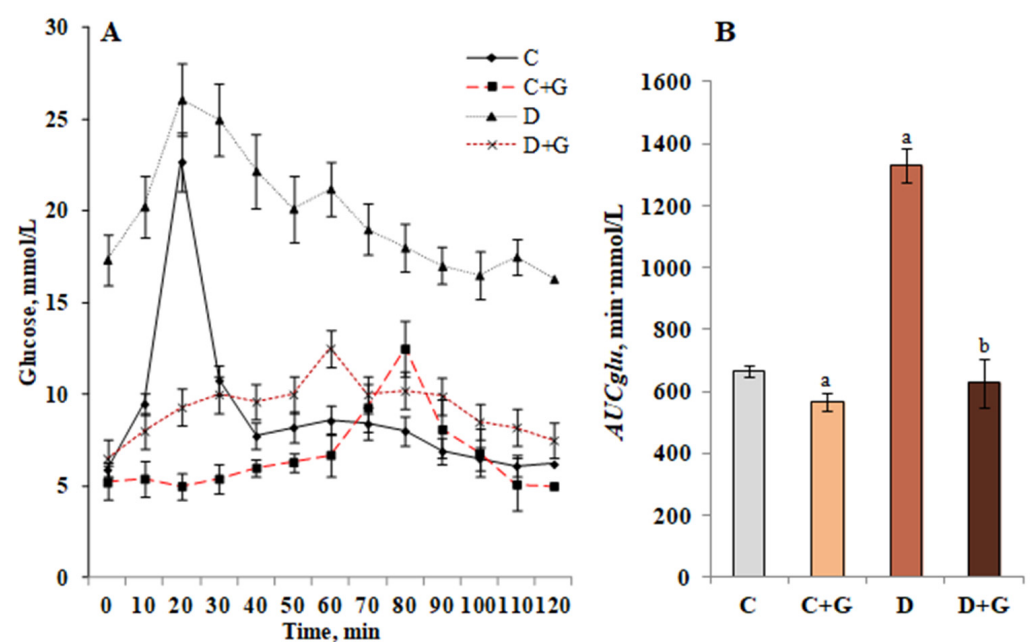 A
C
C+G
D
D+G
Glucose, mmol/L
30
25
20
15
10
5
0
0 10 20 30 40 50 60 70 80 90 100 110 120
Time, min
B
AUCglu, min·mmol/L
1600
1400
1200
1000
800
600
400
200
0
a
a
b
C C+G D D+G